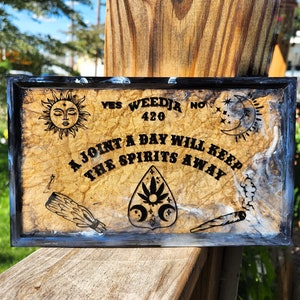 YES WEEDJA NO
420
A JOINT A DAY WILL KEEP
THE SPIRITS AWAY